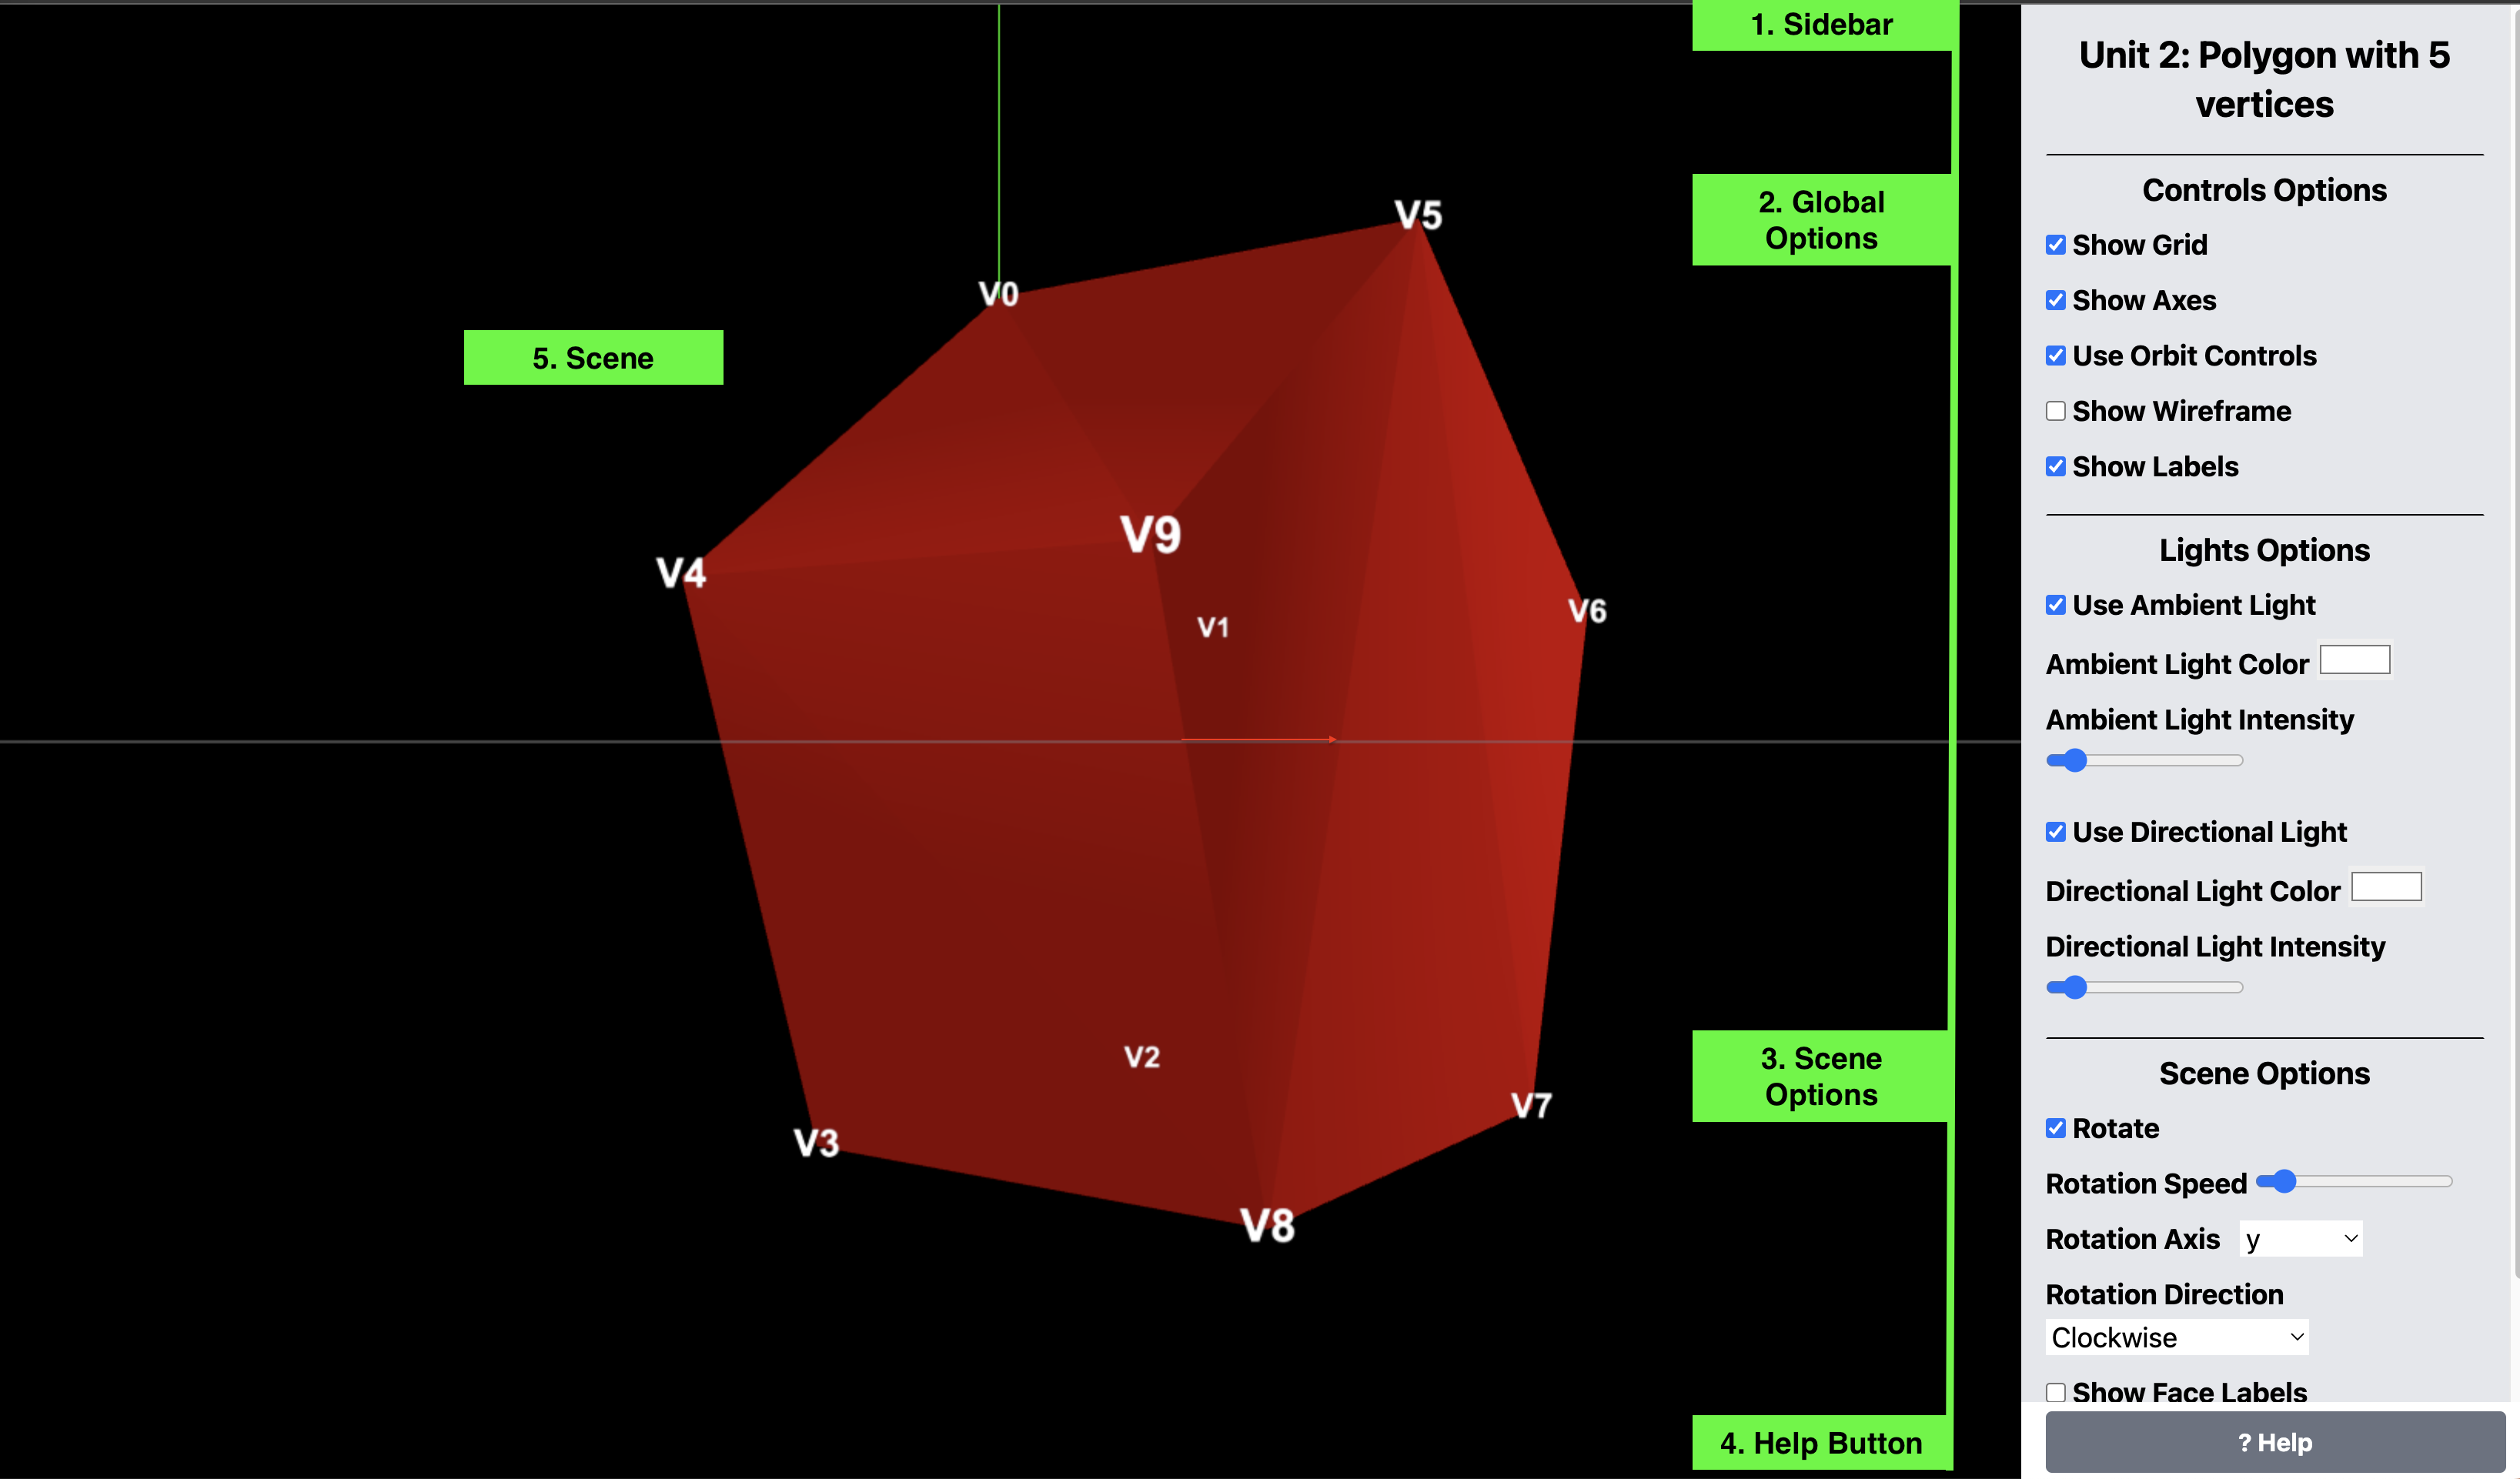 1. Sidebar
2. Global
Options
5. Scene
3. Scene
Options
4. Help Button
V5
V0
V9
V4
V1
V6
V2
V7
V3
V8
Unit 2: Polygon with 5
vertices
Controls Options
Show Grid
Show Axes
Use Orbit Controls
Show Wireframe
Show Labels
Lights Options
Use Ambient Light
Ambient Light Color
Ambient Light Intensity
Use Directional Light
Directional Light Color
Directional Light Intensity
Scene Options
Rotate
Rotation Speed
Rotation Axis y
Rotation Direction
Clockwise
Show Face Labels
? Help